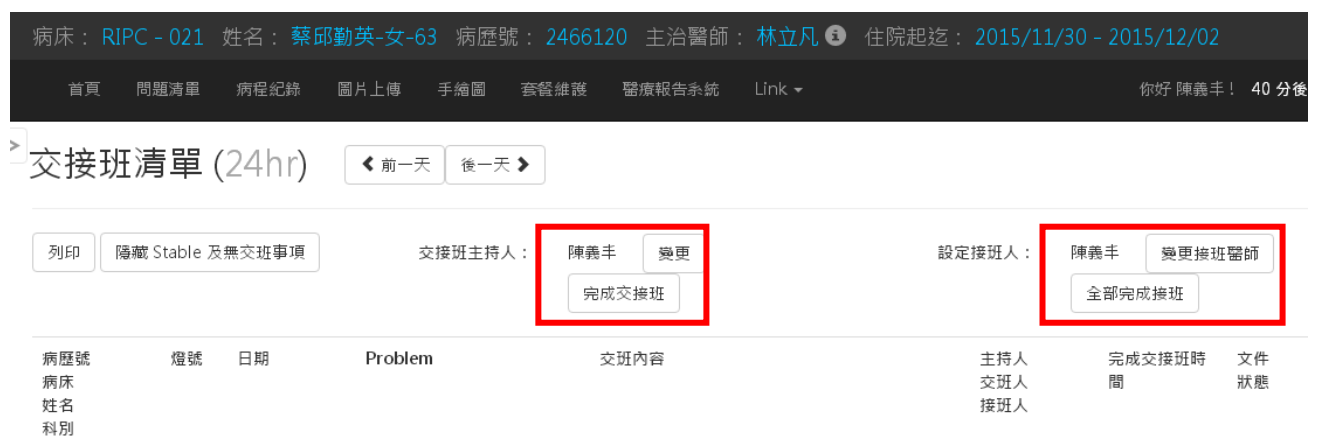 病床： RIPC - 021 姓名： 蔡邱勤英-女-63 病歷號： 2466120 主治醫師： 林立凡 住院起迄： 2015/11/30 - 2015/12/02
首頁 問題清單 病程紀錄 圖片上傳 手繪圖 套餐維護 醫療報告系統 Link 你好 陳義丰！ 40 分後
>
交接班清單 (24hr) 前一天 後一天
列印 隱藏 Stable 及無交班事項 交接班主持人： 陳義丰 變更 設定接班人： 陳義丰 變更接班醫師
完成交接班 全部完成接班
病歷號 燈號 日期 Problem 交班內容 主持人 完成交接班時 文件
病床 交班人 間 狀態
姓名 接班人
科別